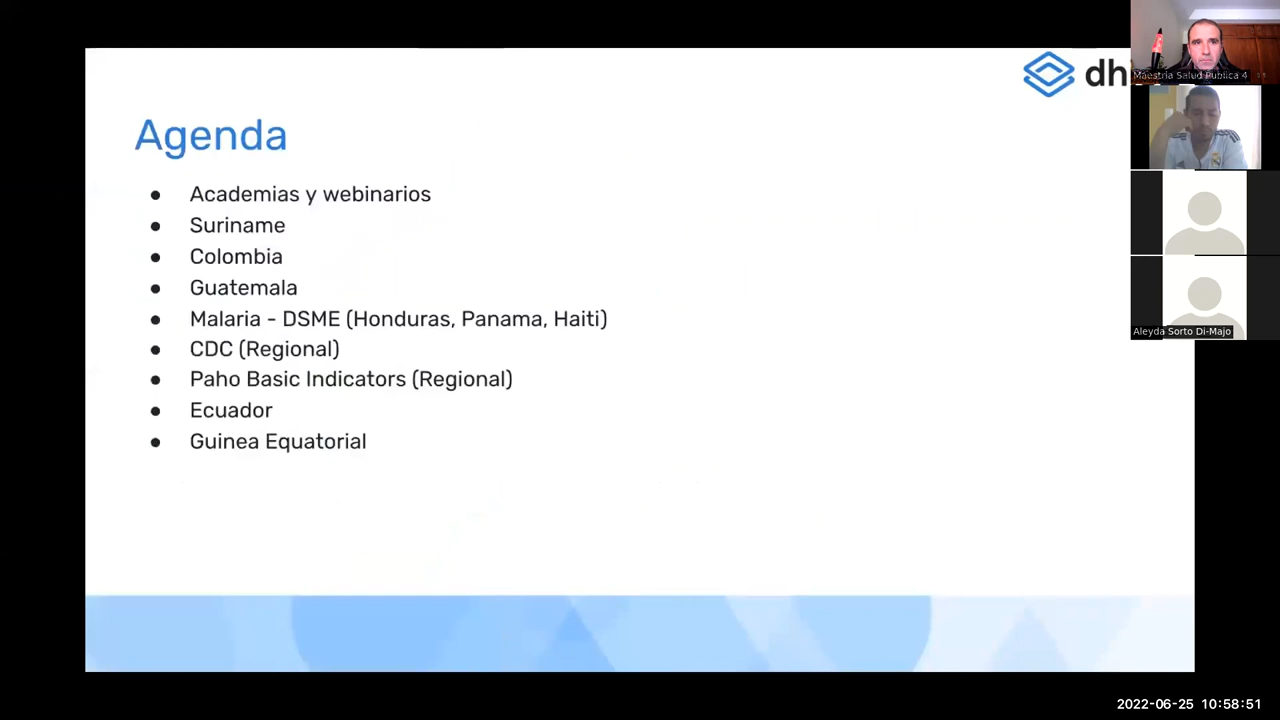 dh
Agenda
● Academias y webinarios
● Suriname
● Colombia
● Guatemala
● Malaria - DSME (Honduras, Panama, Haiti)
● CDC (Regional)
● Paho Basic Indicators (Regional)
● Ecuador
● Guinea Equatorial
Maestria Salud Publica 4
Aleyda Sorto Di-Majo
2022-06-25 10:58:51